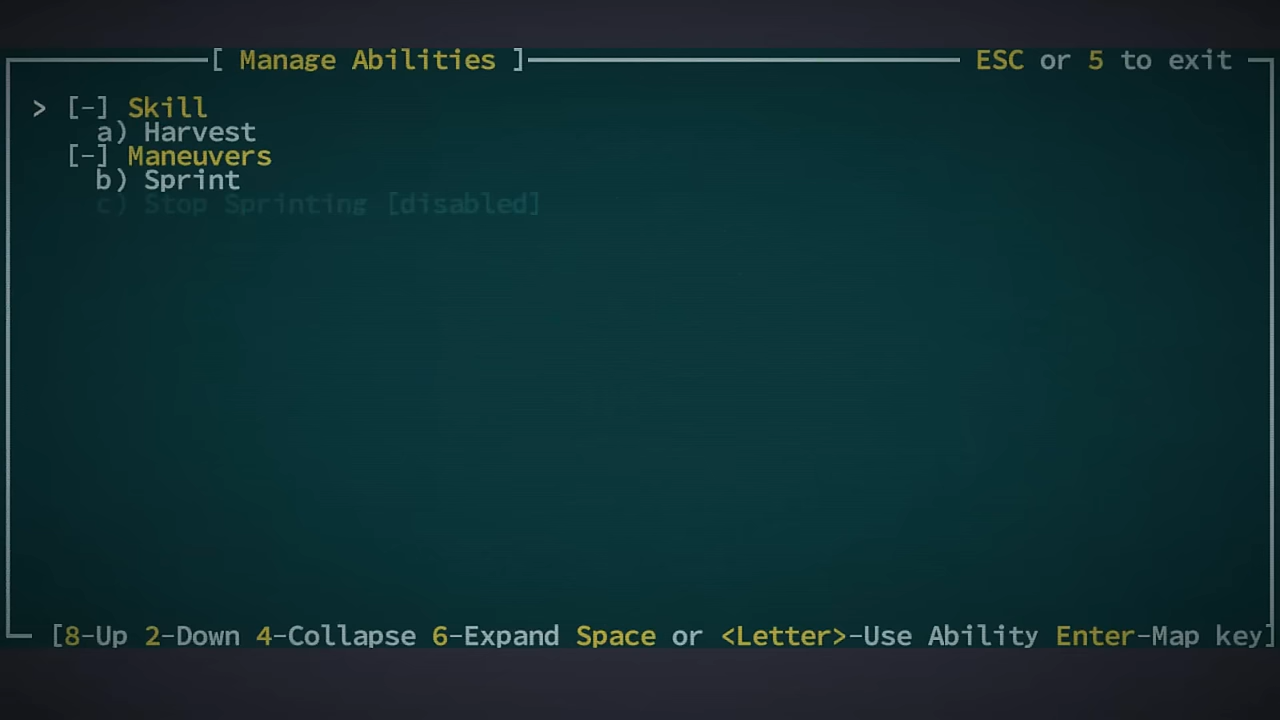 [ Manage Abilities ] ESC or 5 to exit
> [-] Skill
a) Harvest
[-] Maneuvers
b) Sprint
c) Stop Sprinting [disabled]
[8-Up 2-Down 4-Collapse 6-Expand Space or <Letter>-Use Ability Enter-Map key]